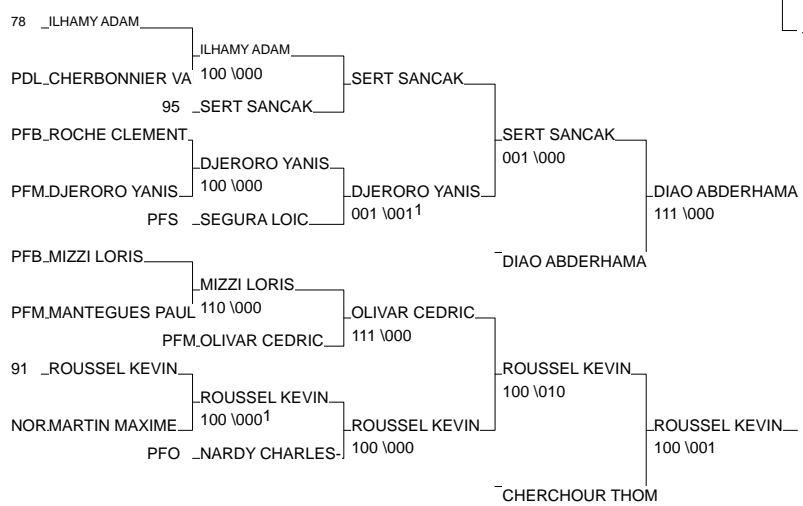 78 ILHAMY ADAM
ILHAMY ADAM
PDL CHERBONNIER VA 100 \000 SERT SANCAK
95 SERT SANCAK
PFB ROCHE CLEMENT SERT SANCAK
DJERORO YANIS 001 \000
PFM DJERORO YANIS 100 \000 DJERORO YANIS DIAO ABDERHAMA
PFS SEGURA LOIC 001 \001¹ 111 \000
PFB MIZZI LORIS DIAO ABDERHAMA
MIZZI LORIS
PFM MANTEGUES PAUL 110 \000 OLIVAR CEDRIC
PFM OLIVAR CEDRIC 111 \000
91 ROUSSEL KEVIN ROUSSEL KEVIN
ROUSSEL KEVIN 100 \010
NOR MARTIN MAXIME 100 \000¹ ROUSSEL KEVIN ROUSSEL KEVIN
PFO NARDY CHARLES- 100 \000 100 \001
CHERCHOUR THOM